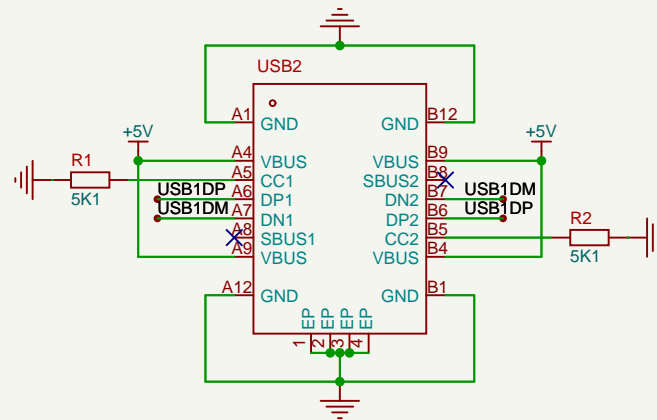 USB2
A1 GND GND B12
+5V +5V
R1 A4 VBUS VBUS B9
A5 CC1 SBUS2 B8
5K1 USB1DP A6 DP1 DN2 B7 USB1DM
USB1DM A7 DN1 DP2 B6 USB1DP
A8 SBUS1 CC2 B5 R2
A9 VBUS VBUS B4 5K1
A12 GND GND B1
EP EP EP EP
1 2 3 4